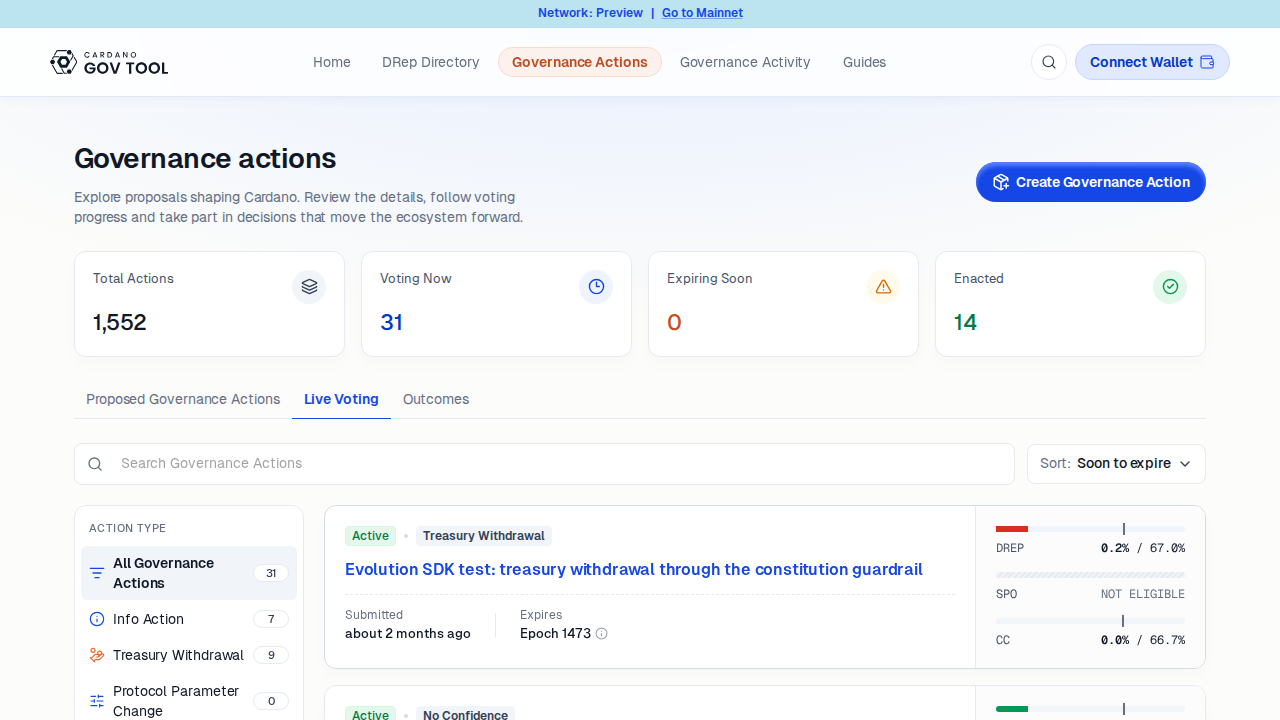 Network: Preview | Go to Mainnet
CARDANO
GOV TOOL
Home
DRep Directory
Governance Actions
Governance Activity
Guides
Connect Wallet
Governance actions
Explore proposals shaping Cardano. Review the details, follow voting
progress and take part in decisions that move the ecosystem forward.
Create Governance Action
Total Actions
1,552
Voting Now
31
Expiring Soon
0
Enacted
14
Proposed Governance Actions
Live Voting
Outcomes
Search Governance Actions
Sort: Soon to expire
ACTION TYPE
All Governance
Actions
31
Info Action
7
Treasury Withdrawal
9
Protocol Parameter
Change
0
Active
Treasury Withdrawal
Evolution SDK test: treasury withdrawal through the constitution guardrail
Submitted
about 2 months ago
Expires
Epoch 1473
DREP
0.2% / 67.0%
SPO
NOT ELIGIBLE
CC
0.0% / 66.7%
Active
No Confidence